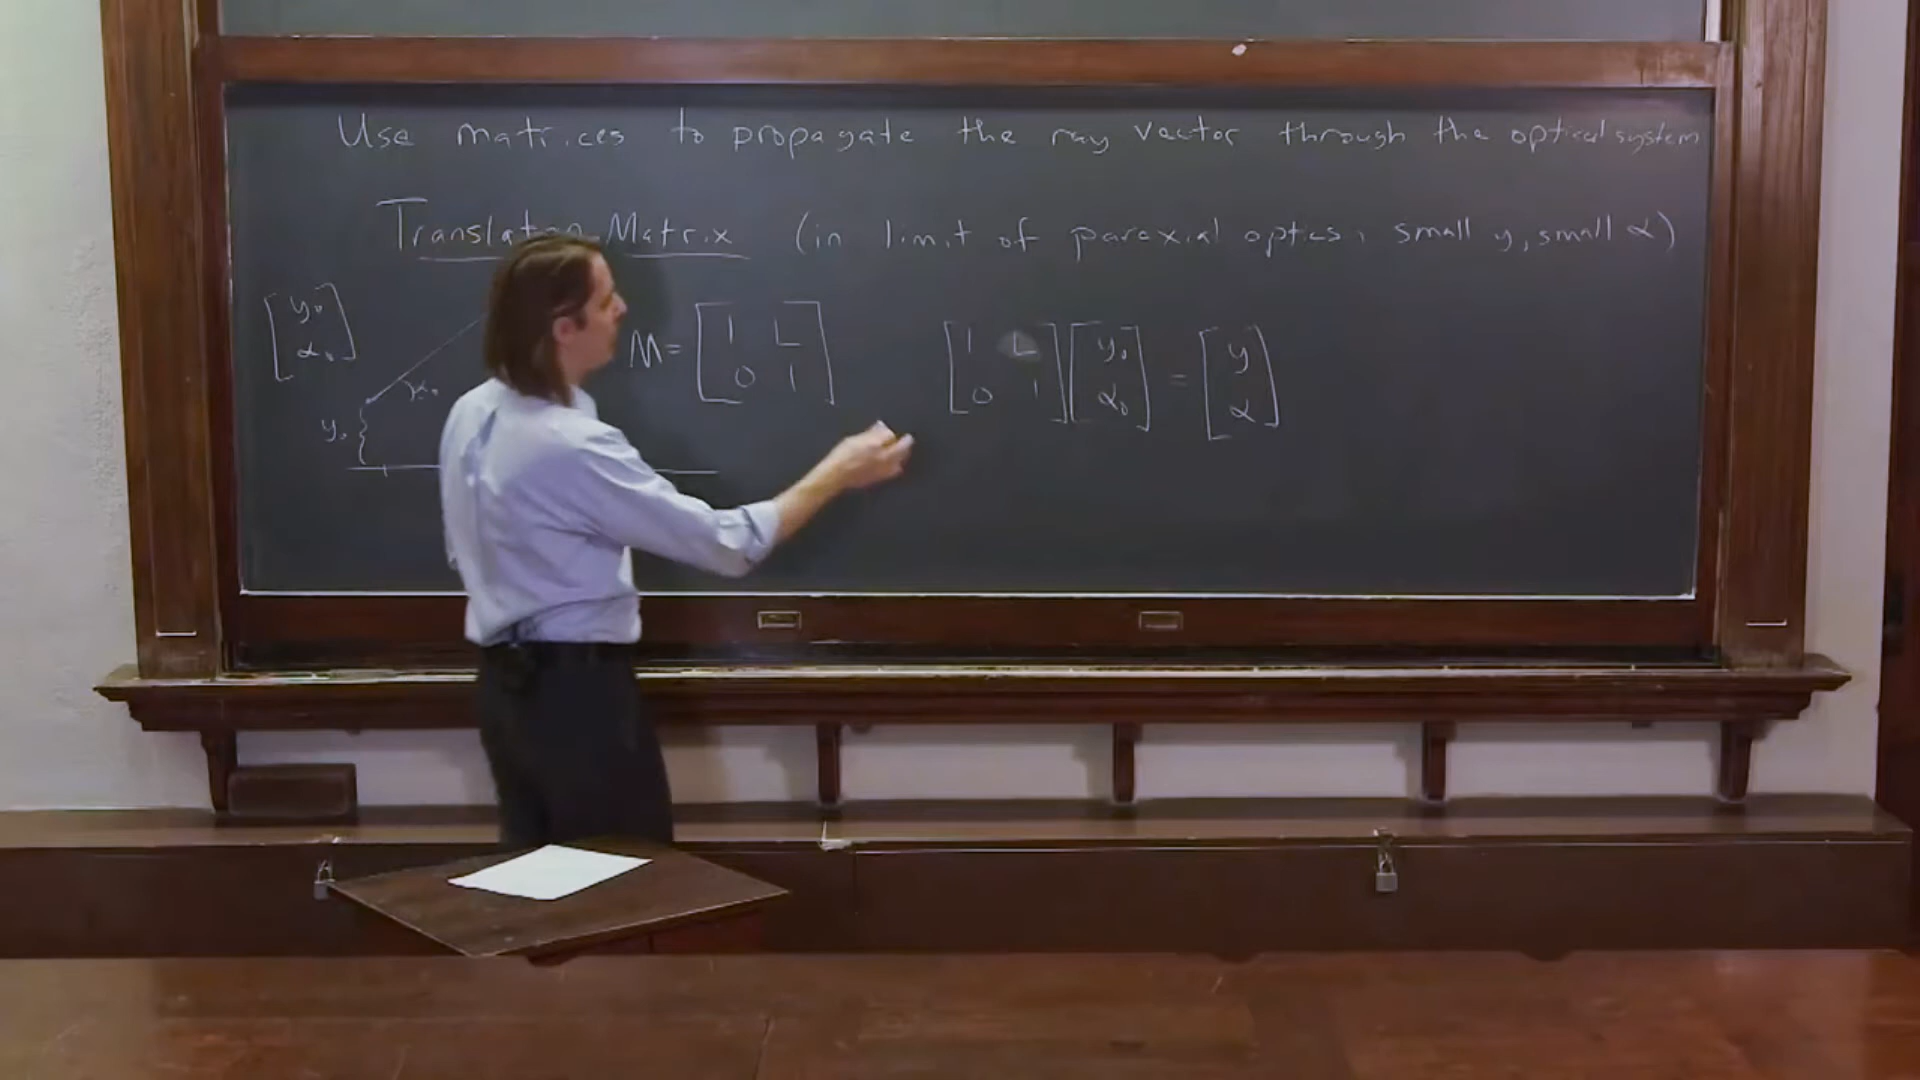 Use matrices to propagate the ray vector through the optical system
Translation Matrix (in limit of paraxial optics, small y, small α)
[y₀ α₀]
α₀
y₀
M = [1 L 0 1]
[1 L 0 1] [y₀ α₀] = [y α]